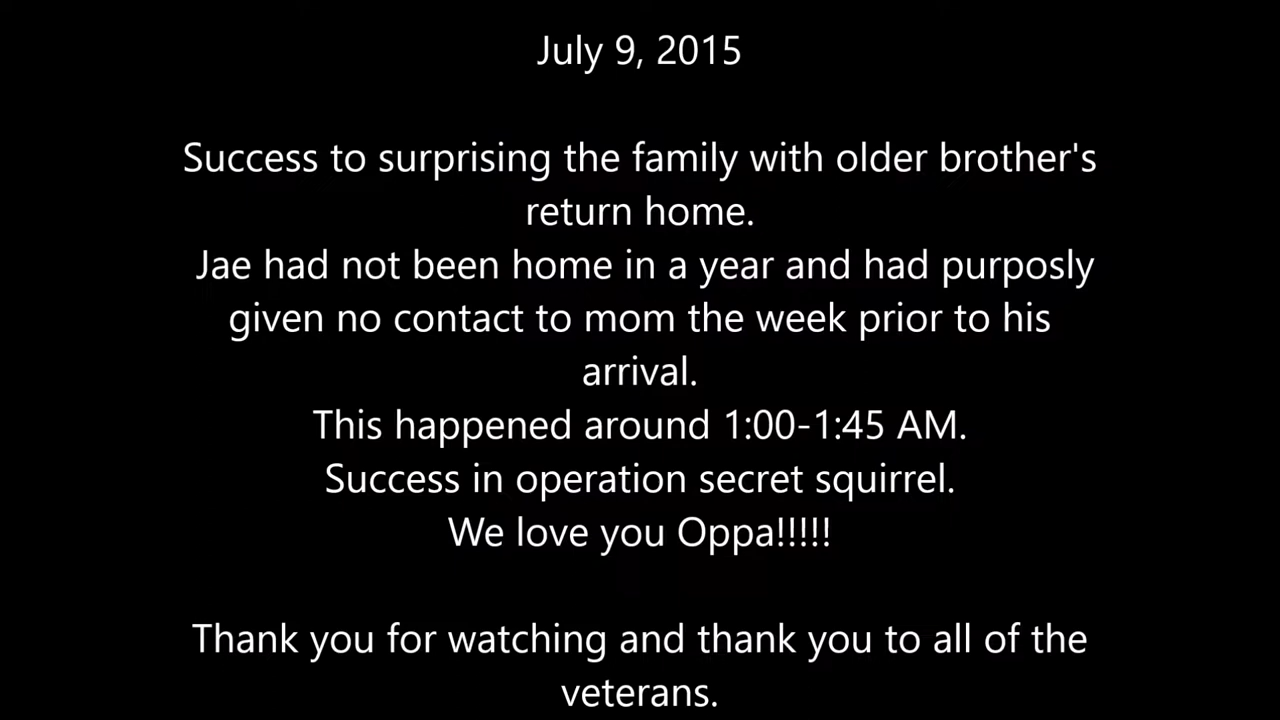 July 9, 2015
Success to surprising the family with older brother's
return home.
Jae had not been home in a year and had purposly
given no contact to mom the week prior to his
arrival.
This happened around 1:00-1:45 AM.
Success in operation secret squirrel.
We love you Oppa!!!!!
Thank you for watching and thank you to all of the
veterans.